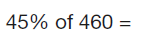 45% of 460 =